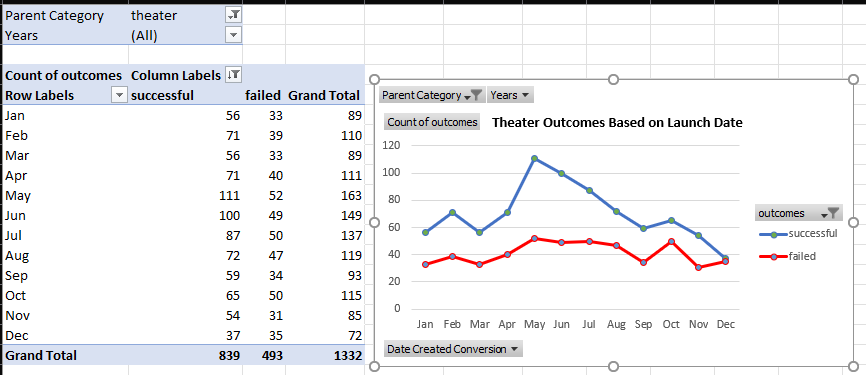 Parent Category theater
Years (All)
Count of outcomes Column Labels
Row Labels successful failed Grand Total
Jan 56 33 89
Feb 71 39 110
Mar 56 33 89
Apr 71 40 111
May 111 52 163
Jun 100 49 149
Jul 87 50 137
Aug 72 47 119
Sep 59 34 93
Oct 65 50 115
Nov 54 31 85
Dec 37 35 72
Grand Total 839 493 1332
Parent Category Years
Count of outcomes Theater Outcomes Based on Launch Date
120
100
80
60
40
20
0
Jan Feb Mar Apr May Jun Jul Aug Sep Oct Nov Dec
outcomes
successful
failed
Date Created Conversion